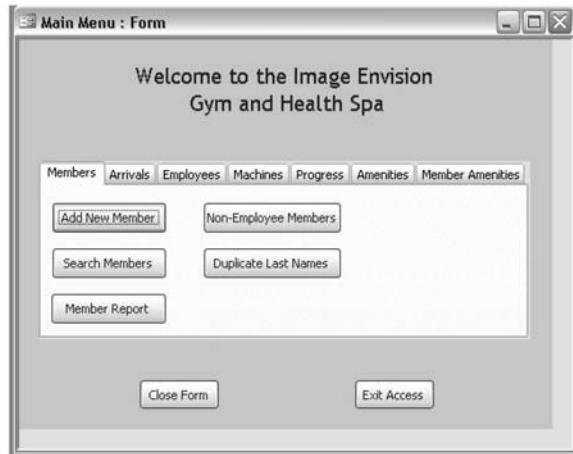 Main Menu : Form
Welcome to the Image Envision
Gym and Health Spa
Members Arrivals Employees Machines Progress Amenities Member Amenities
Add New Member Non-Employee Members
Search Members Duplicate Last Names
Member Report
Close Form Exit Access